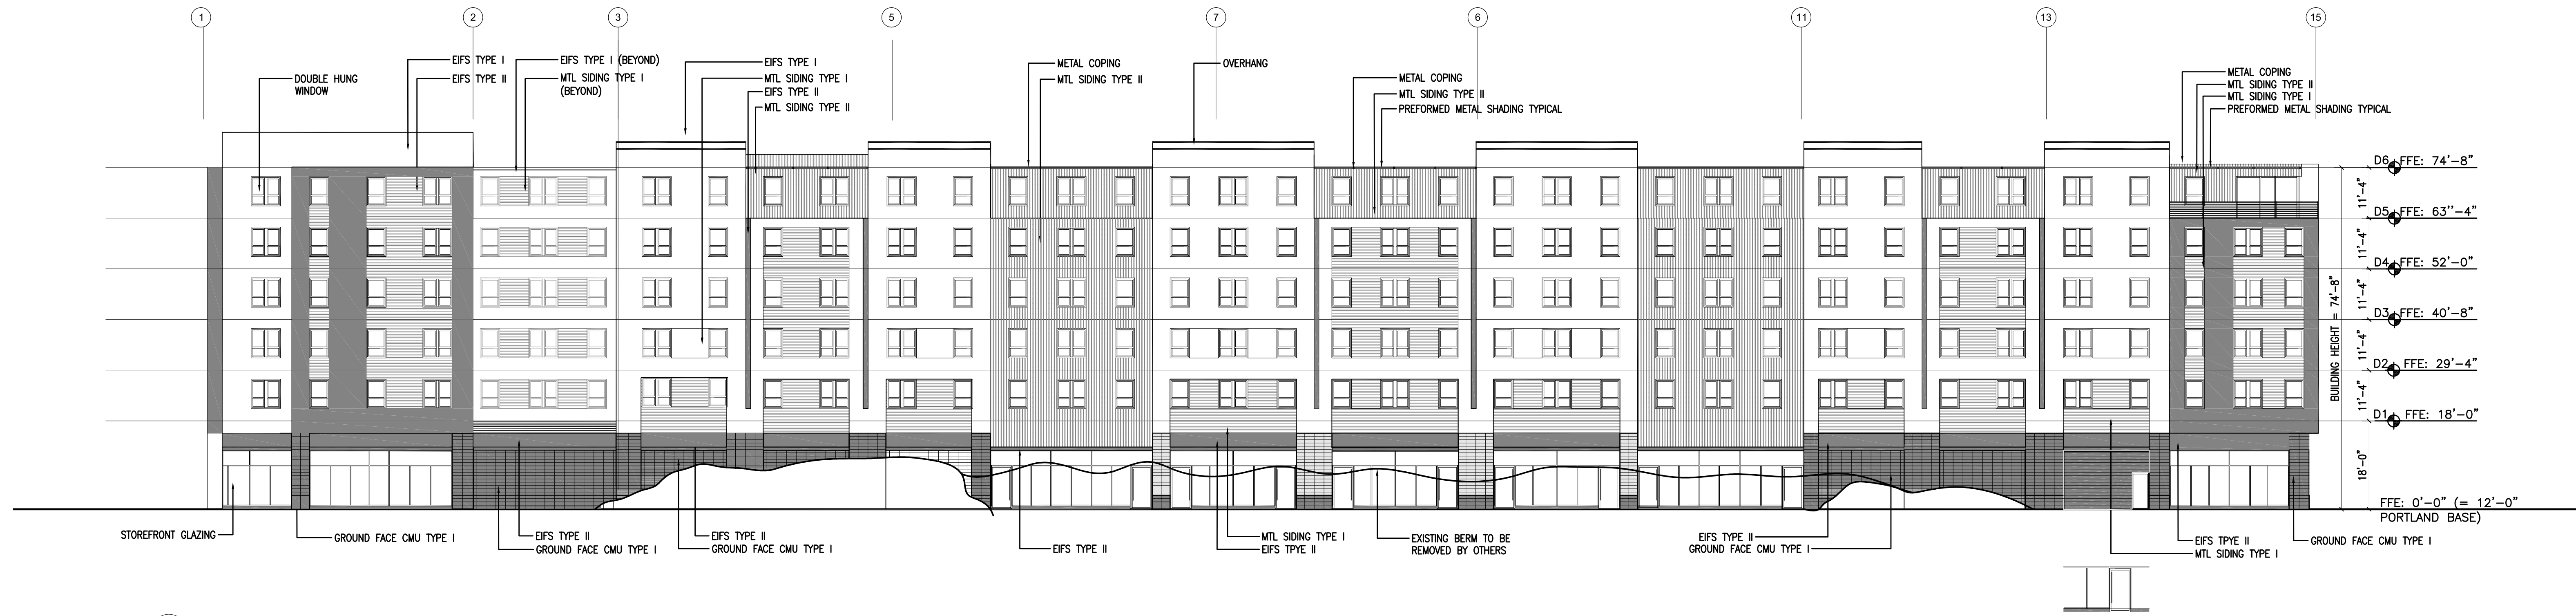 1 2 3 5 7 6 11 13 15
EIFS TYPE I
EIFS TYPE II
DOUBLE HUNG
WINDOW
EIFS TYPE I (BEYOND)
MTL SIDING TYPE I
(BEYOND)
EIFS TYPE I
MTL SIDING TYPE I
EIFS TYPE II
MTL SIDING TYPE II
METAL COPING
MTL SIDING TYPE II
OVERHANG
METAL COPING
MTL SIDING TYPE II
PREFORMED METAL SHADING TYPICAL
METAL COPING
MTL SIDING TYPE II
MTL SIDING TYPE I
PREFORMED METAL SHADING TYPICAL
D6 FFE: 74'-8"
11'-4"
D5 FFE: 63''-4"
11'-4"
D4 FFE: 52'-0"
11'-4"
D3 FFE: 40'-8"
11'-4"
D2 FFE: 29'-4"
11'-4"
D1 FFE: 18'-0"
18'-0"
BUILDING HEIGHT = 74'-8"
FFE: 0'-0" (= 12'-0"
PORTLAND BASE)
STOREFRONT GLAZING
GROUND FACE CMU TYPE I
EIFS TYPE II
GROUND FACE CMU TYPE I
EIFS TYPE II
GROUND FACE CMU TYPE I
EIFS TYPE II
MTL SIDING TYPE I
EIFS TPYE II
EXISTING BERM TO BE
REMOVED BY OTHERS
EIFS TYPE II
GROUND FACE CMU TYPE I
EIFS TPYE II
MTL SIDING TYPE I
GROUND FACE CMU TYPE I